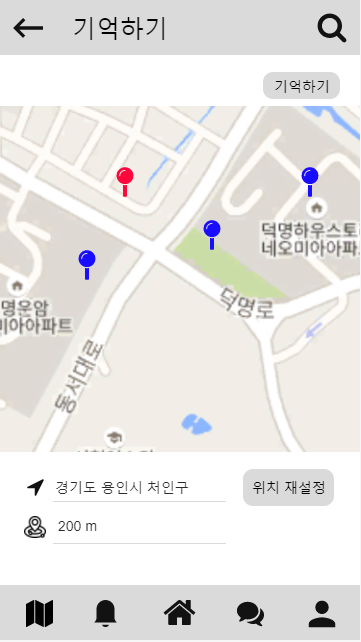 기억하기
기억하기
덕명하우스토
네오미아아파
명운암
미아아파트
덕명로
동서대로
경기도 용인시 처인구
위치 재설정
200 m